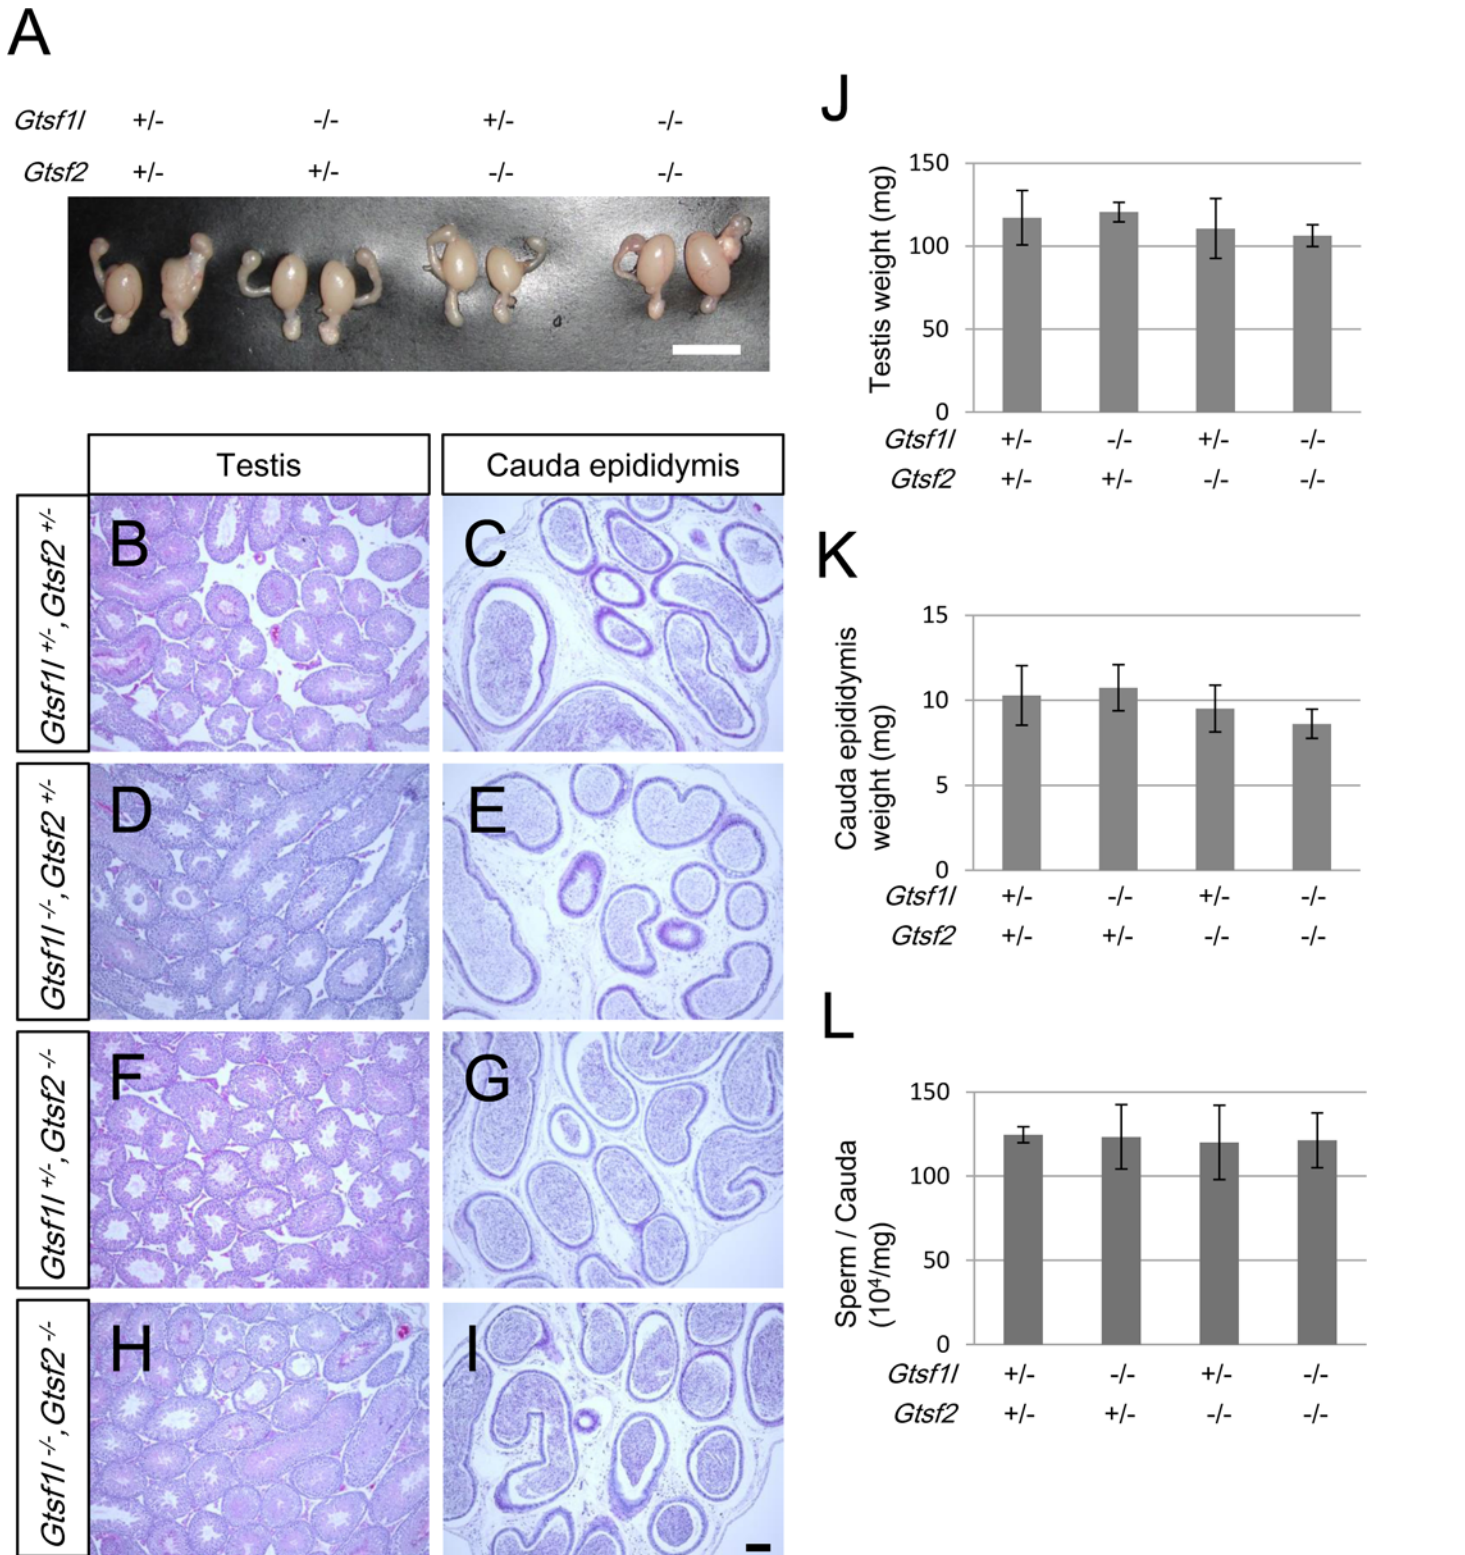 A
Gtsf1l +/- -/- +/- -/-
Gtsf2 +/- +/- -/- -/-
Testis
Cauda epididymis
Gtsf1l +/-, Gtsf2 +/-
B
C
Gtsf1l -/-, Gtsf2 +/-
D
E
Gtsf1l +/-, Gtsf2 -/-
F
G
Gtsf1l -/-, Gtsf2 -/-
H
I
J
Testis weight (mg)
150
100
50
0
Gtsf1l +/- -/- +/- -/-
Gtsf2 +/- +/- -/- -/-
K
Cauda epididymis
weight (mg)
15
10
5
0
Gtsf1l +/- -/- +/- -/-
Gtsf2 +/- +/- -/- -/-
L
Sperm / Cauda
(10⁴/mg)
150
100
50
0
Gtsf1l +/- -/- +/- -/-
Gtsf2 +/- +/- -/- -/-